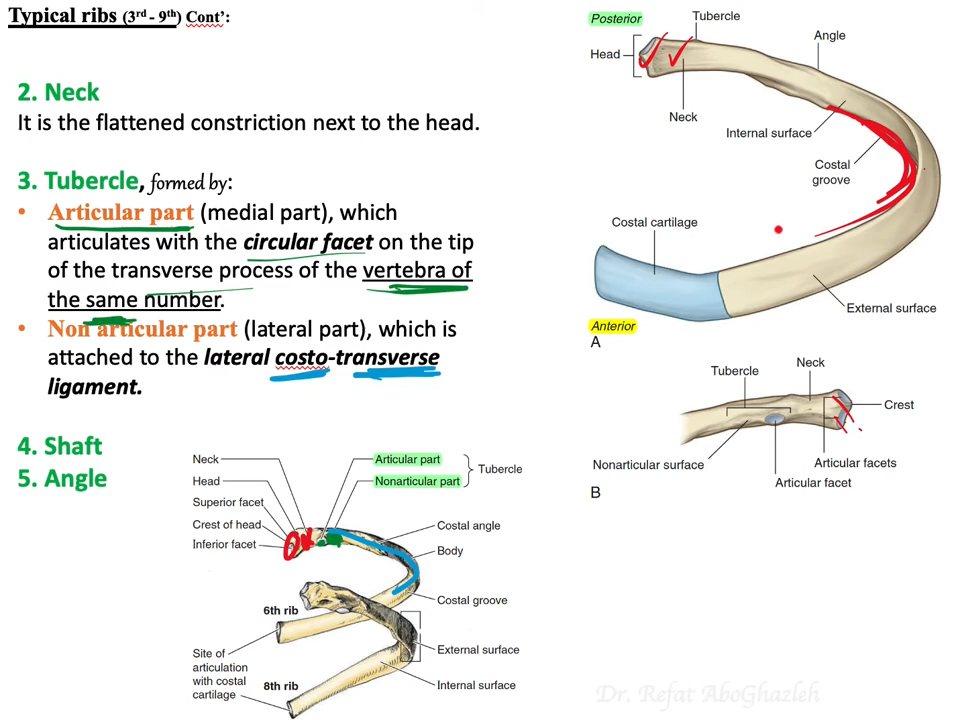 Typical ribs (3rd - 9th) Cont':
2. Neck
It is the flattened constriction next to the head.
3. Tubercle, formed by:
• Articular part (medial part), which
articulates with the circular facet on the tip
of the transverse process of the vertebra of
the same number.
• Non articular part (lateral part), which is
attached to the lateral costo-transverse
ligament.
4. Shaft
5. Angle
Posterior
Tubercle
Head
Angle
Neck
Internal surface
Costal
groove
Costal cartilage
External surface
Anterior
A
Neck
Tubercle
Crest
Nonarticular surface
Articular facets
Articular facet
B
Neck
Head
Superior facet
Crest of head
Inferior facet
Articular part
Nonarticular part
Tubercle
Costal angle
Body
Costal groove
6th rib
External surface
Site of
articulation
with costal
cartilage
8th rib
Internal surface
Dr. Refat AboGhazleh